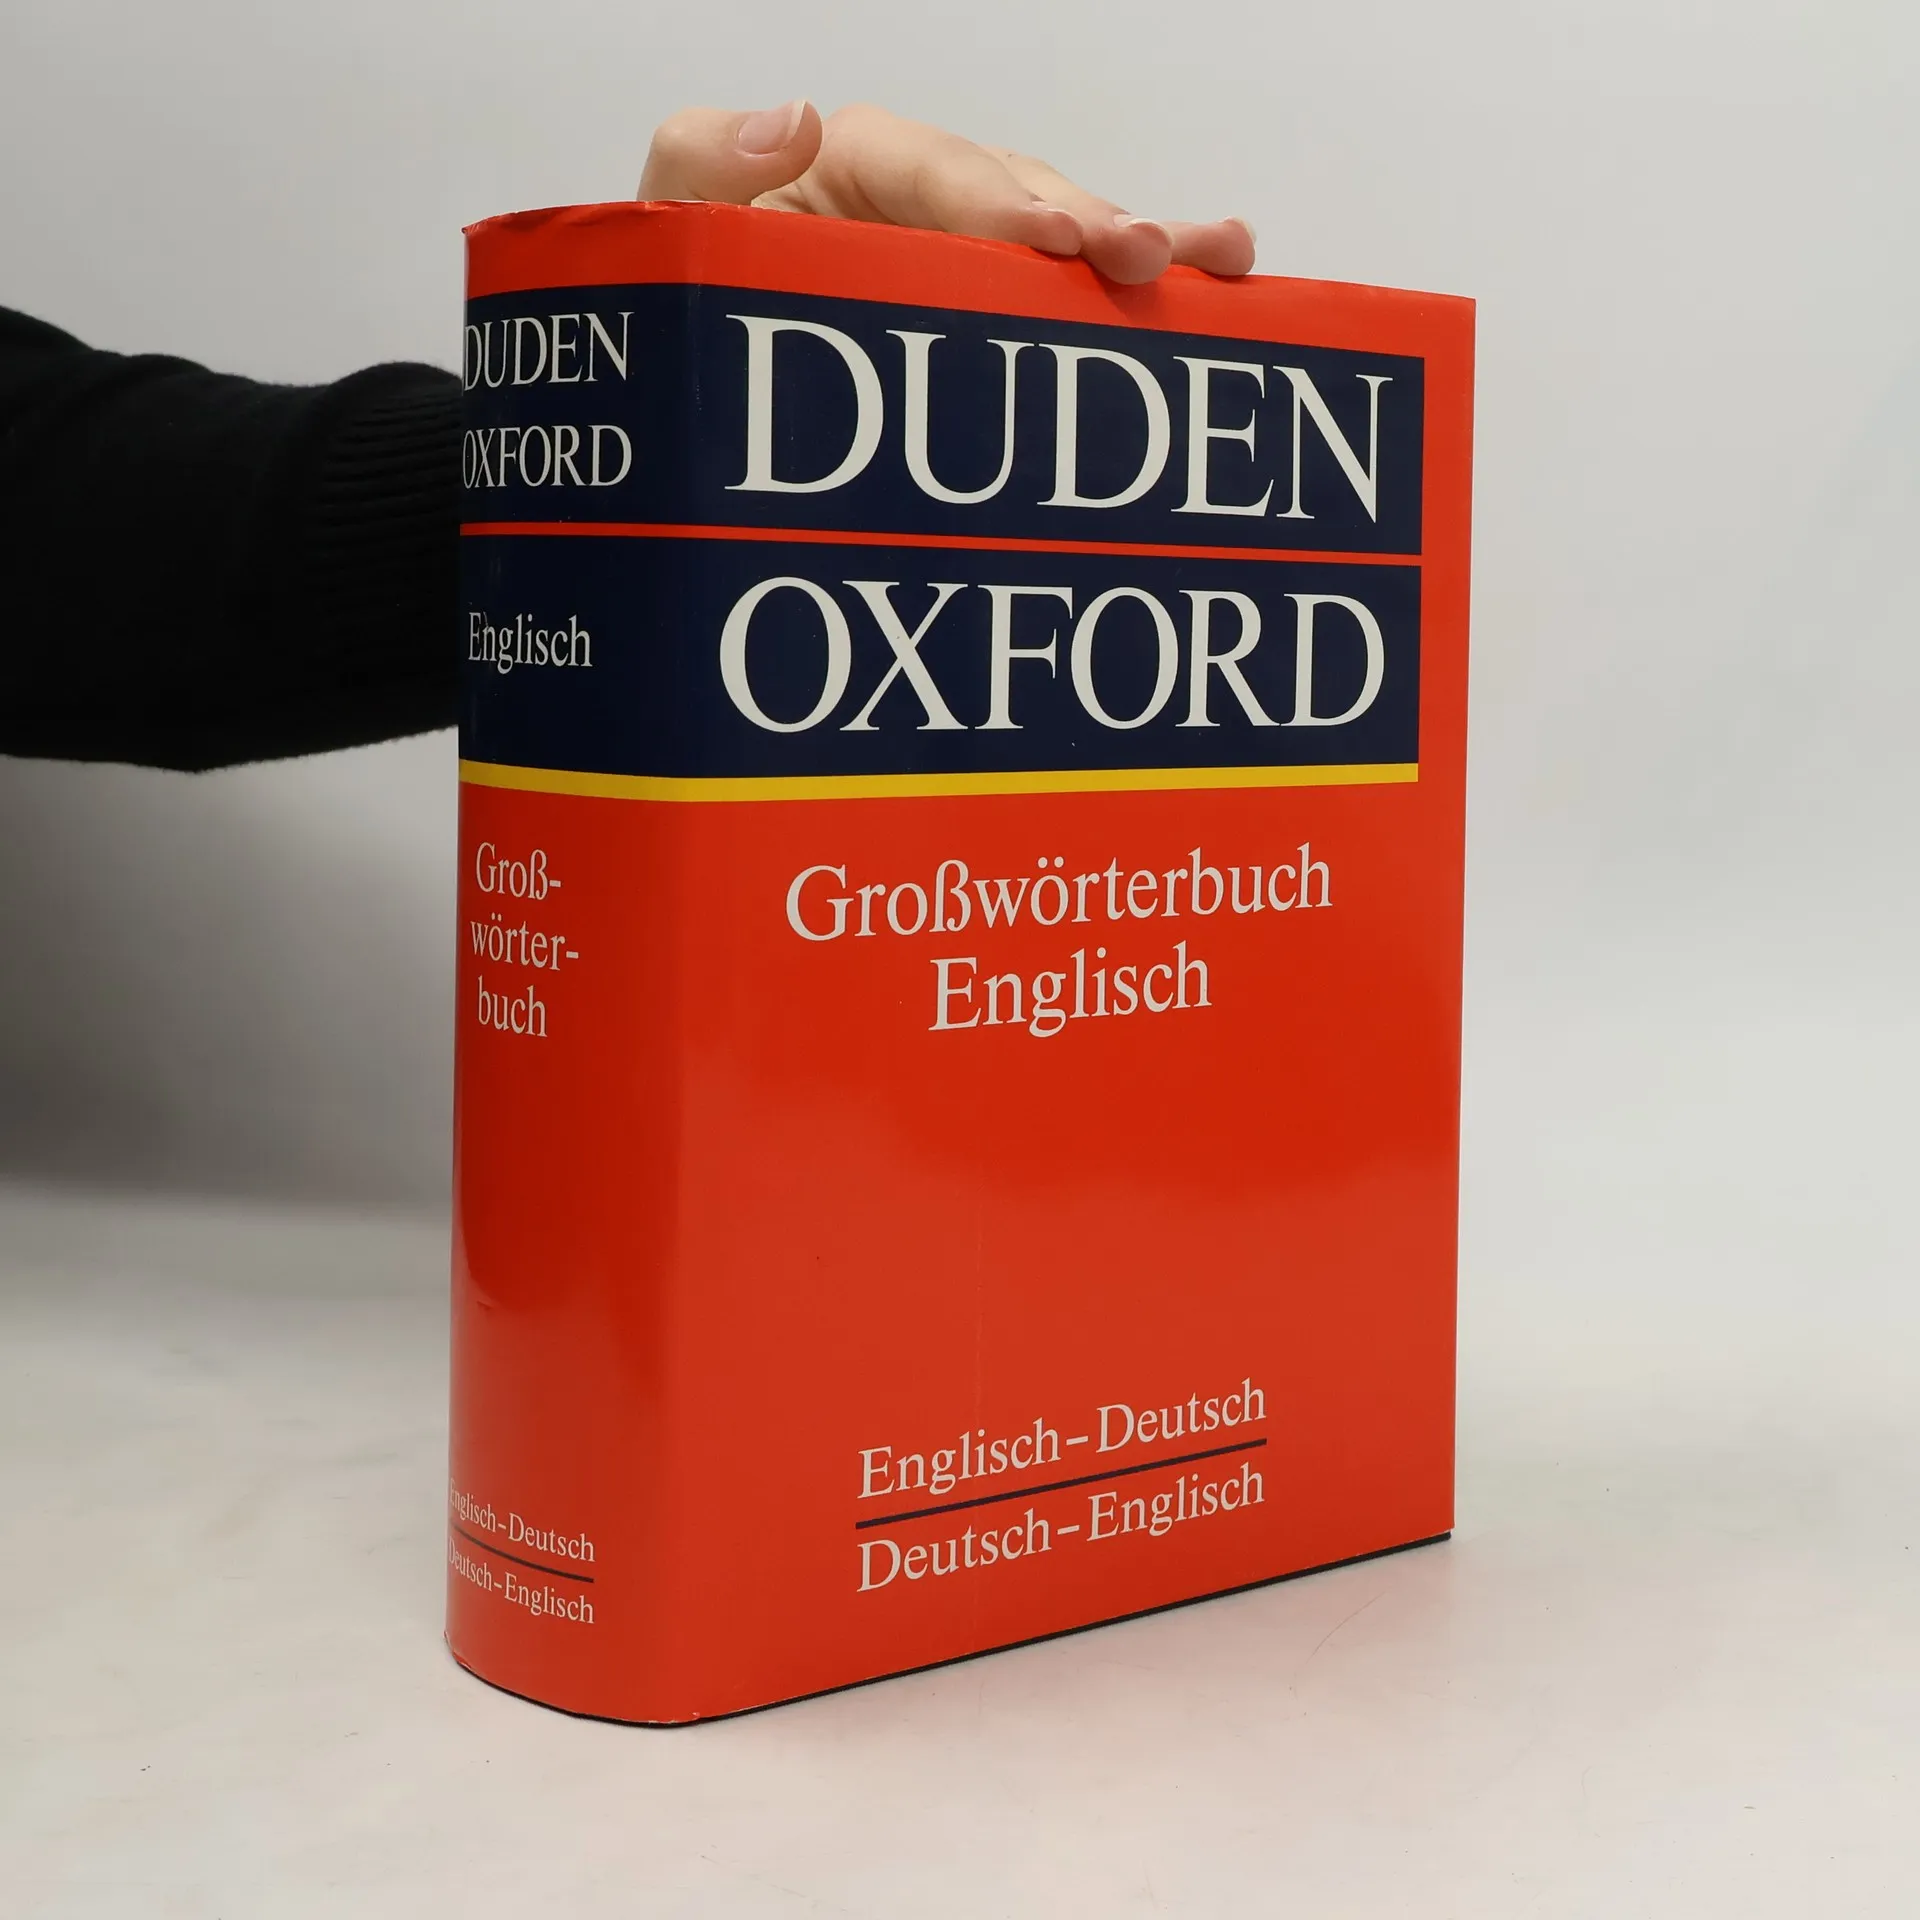 DUDEN
OXFORD
Englisch
Groß-
wörter-
buch
Englisch–Deutsch
Deutsch–Englisch
DUDEN
OXFORD
Großwörterbuch
Englisch
Englisch–Deutsch
Deutsch–Englisch